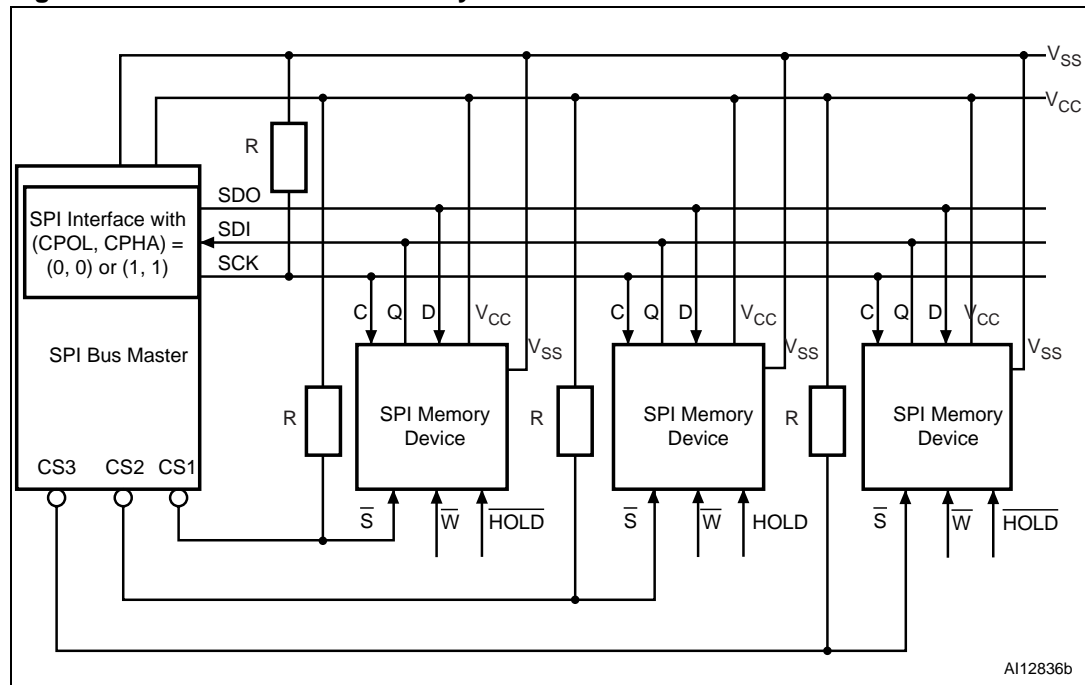 VSS
VCC
R
SDO
SPI Interface with
(CPOL, CPHA) =
(0, 0) or (1, 1)
SDI
SCK
SPI Bus Master
C Q D VCC VSS
C Q D VCC VSS
C Q D VCC VSS
R
SPI Memory
Device
R
SPI Memory
Device
R
SPI Memory
Device
CS3 CS2 CS1
S̅ W̅ H̅O̅L̅D̅
S̅ W̅ HOLD
S̅ W̅ H̅O̅L̅D̅
AI12836b